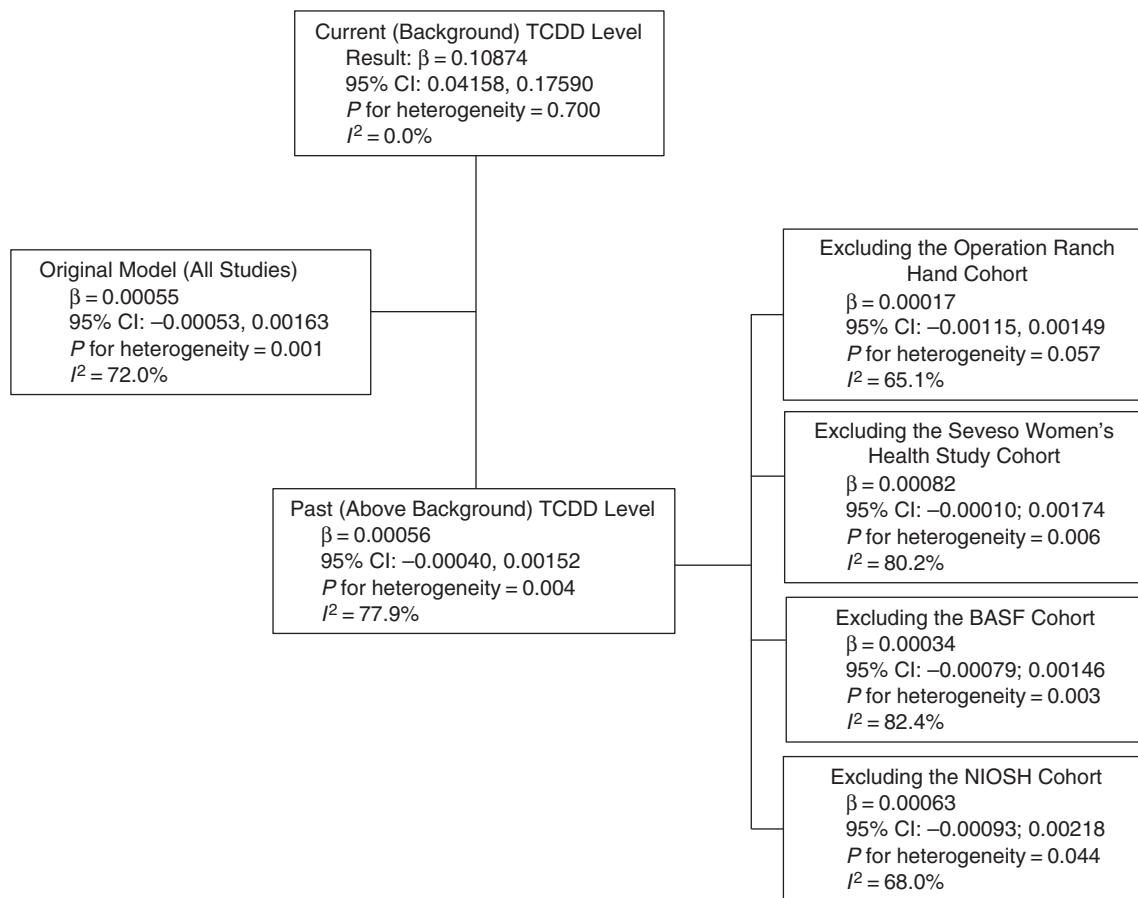 Current (Background) TCDD Level
Result: β = 0.10874
95% CI: 0.04158, 0.17590
P for heterogeneity = 0.700
I² = 0.0%
Original Model (All Studies)
β = 0.00055
95% CI: –0.00053, 0.00163
P for heterogeneity = 0.001
I² = 72.0%
Past (Above Background) TCDD Level
β = 0.00056
95% CI: –0.00040, 0.00152
P for heterogeneity = 0.004
I² = 77.9%
Excluding the Operation Ranch
Hand Cohort
β = 0.00017
95% CI: –0.00115, 0.00149
P for heterogeneity = 0.057
I² = 65.1%
Excluding the Seveso Women’s
Health Study Cohort
β = 0.00082
95% CI: –0.00010; 0.00174
P for heterogeneity = 0.006
I² = 80.2%
Excluding the BASF Cohort
β = 0.00034
95% CI: –0.00079; 0.00146
P for heterogeneity = 0.003
I² = 82.4%
Excluding the NIOSH Cohort
β = 0.00063
95% CI: –0.00093; 0.00218
P for heterogeneity = 0.044
I² = 68.0%